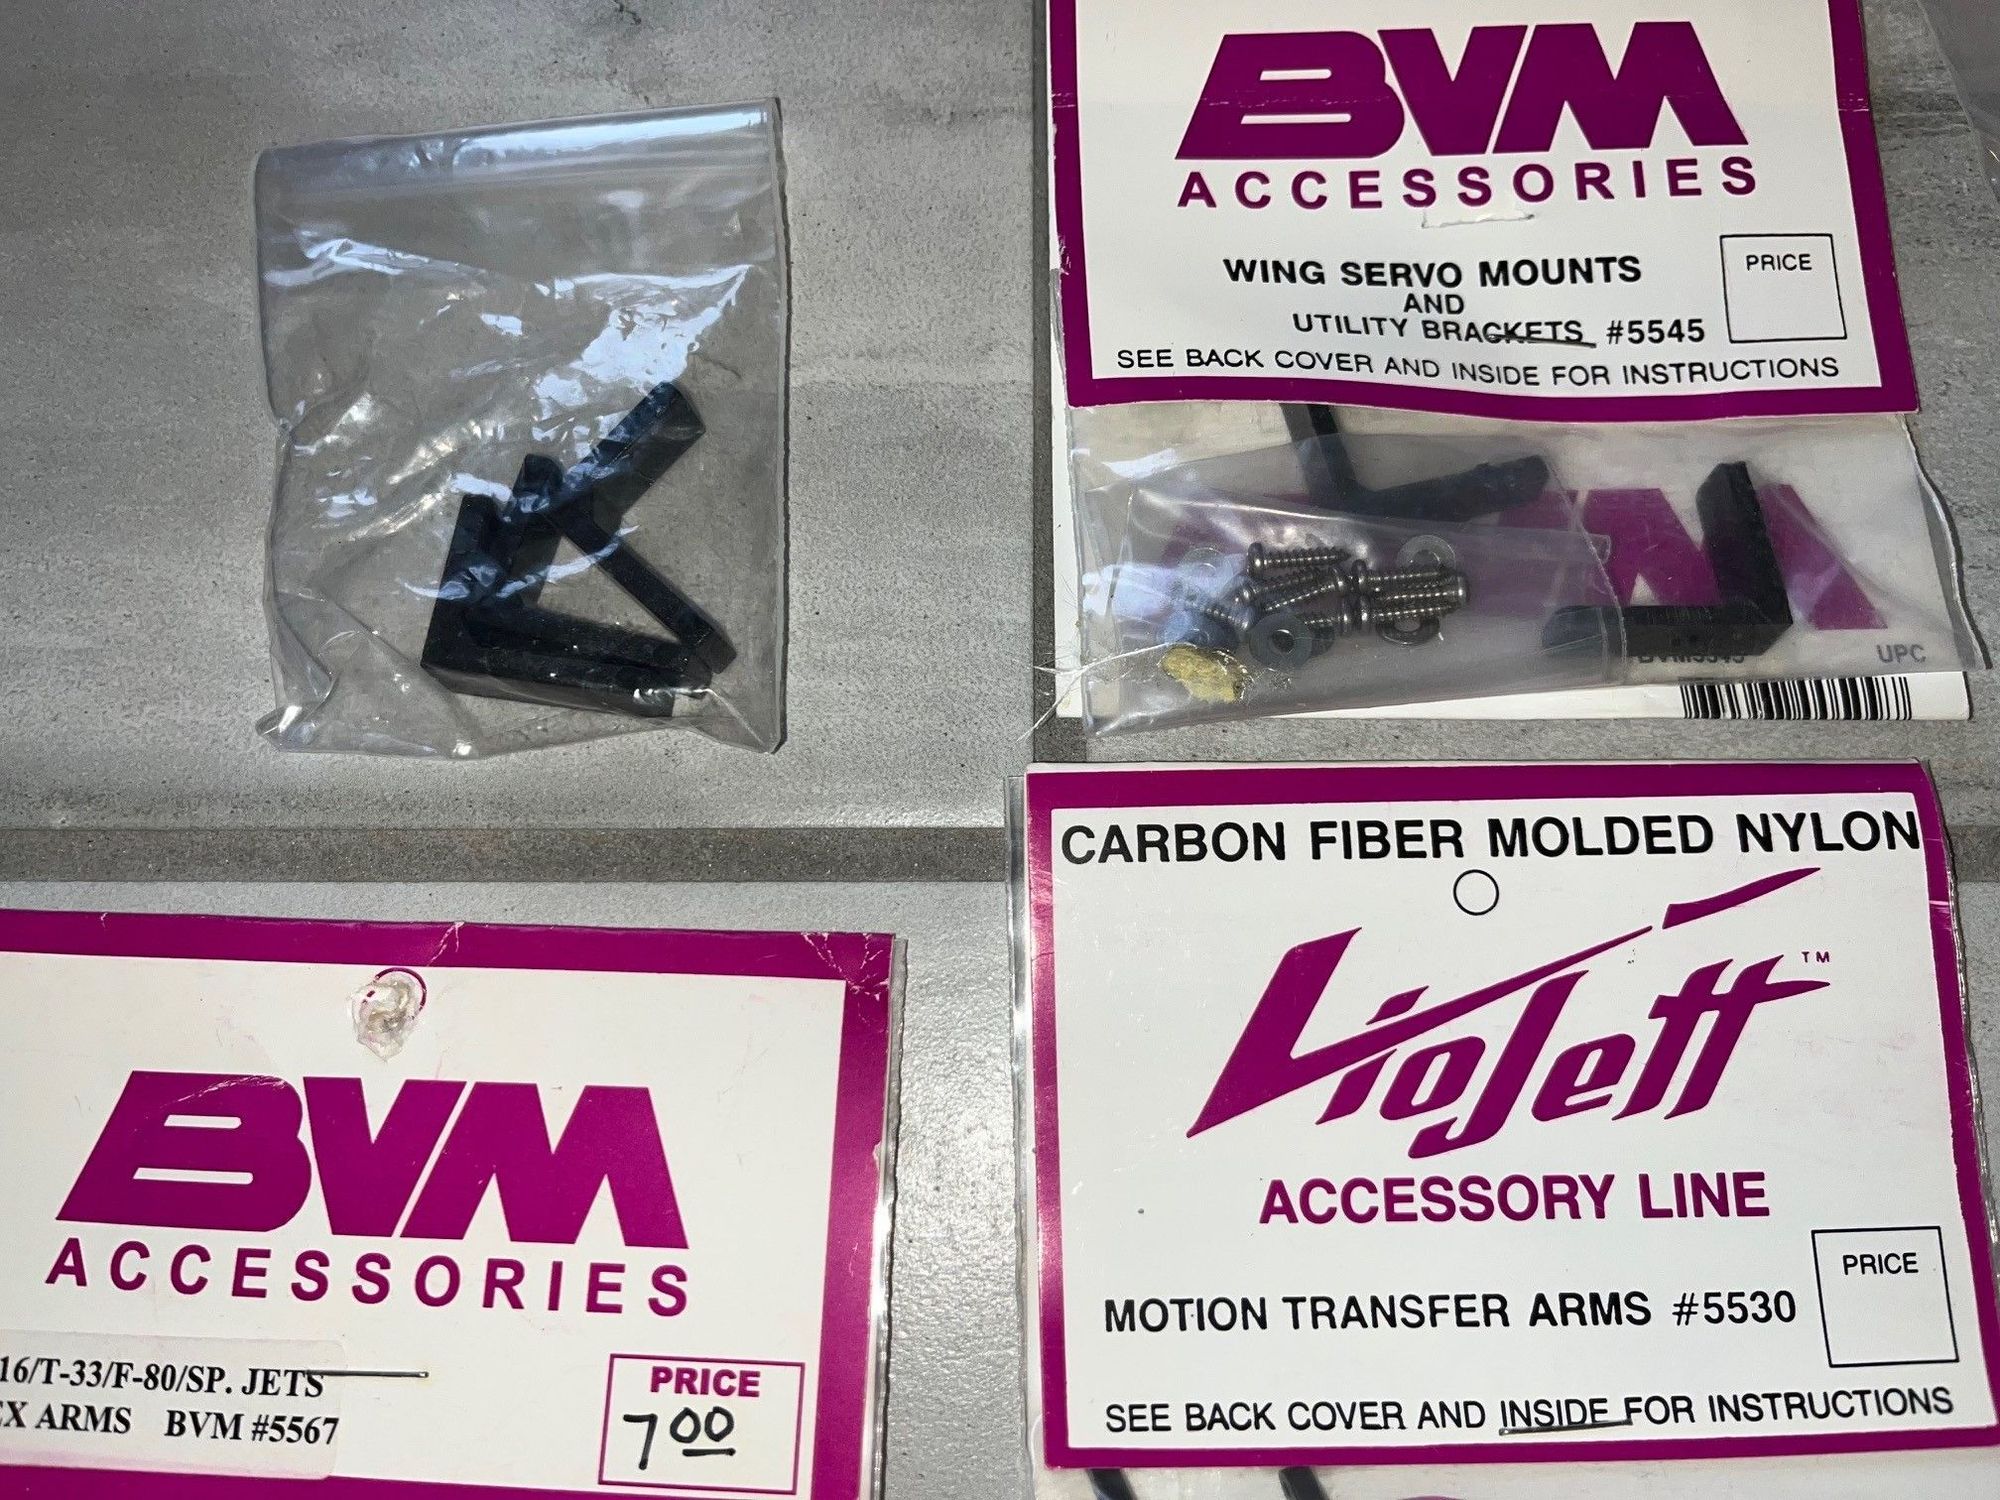 BVM
ACCESSORIES
WING SERVO MOUNTS
AND
UTILITY BRACKETS #5545
PRICE
SEE BACK COVER AND INSIDE FOR INSTRUCTIONS
UPC
CARBON FIBER MOLDED NYLON
VioJett TM
ACCESSORY LINE
MOTION TRANSFER ARMS #5530
PRICE
SEE BACK COVER AND INSIDE FOR INSTRUCTIONS
BVM
ACCESSORIES
16/T-33/F-80/SP. JETS
EX ARMS BVM #5567
PRICE
7 00